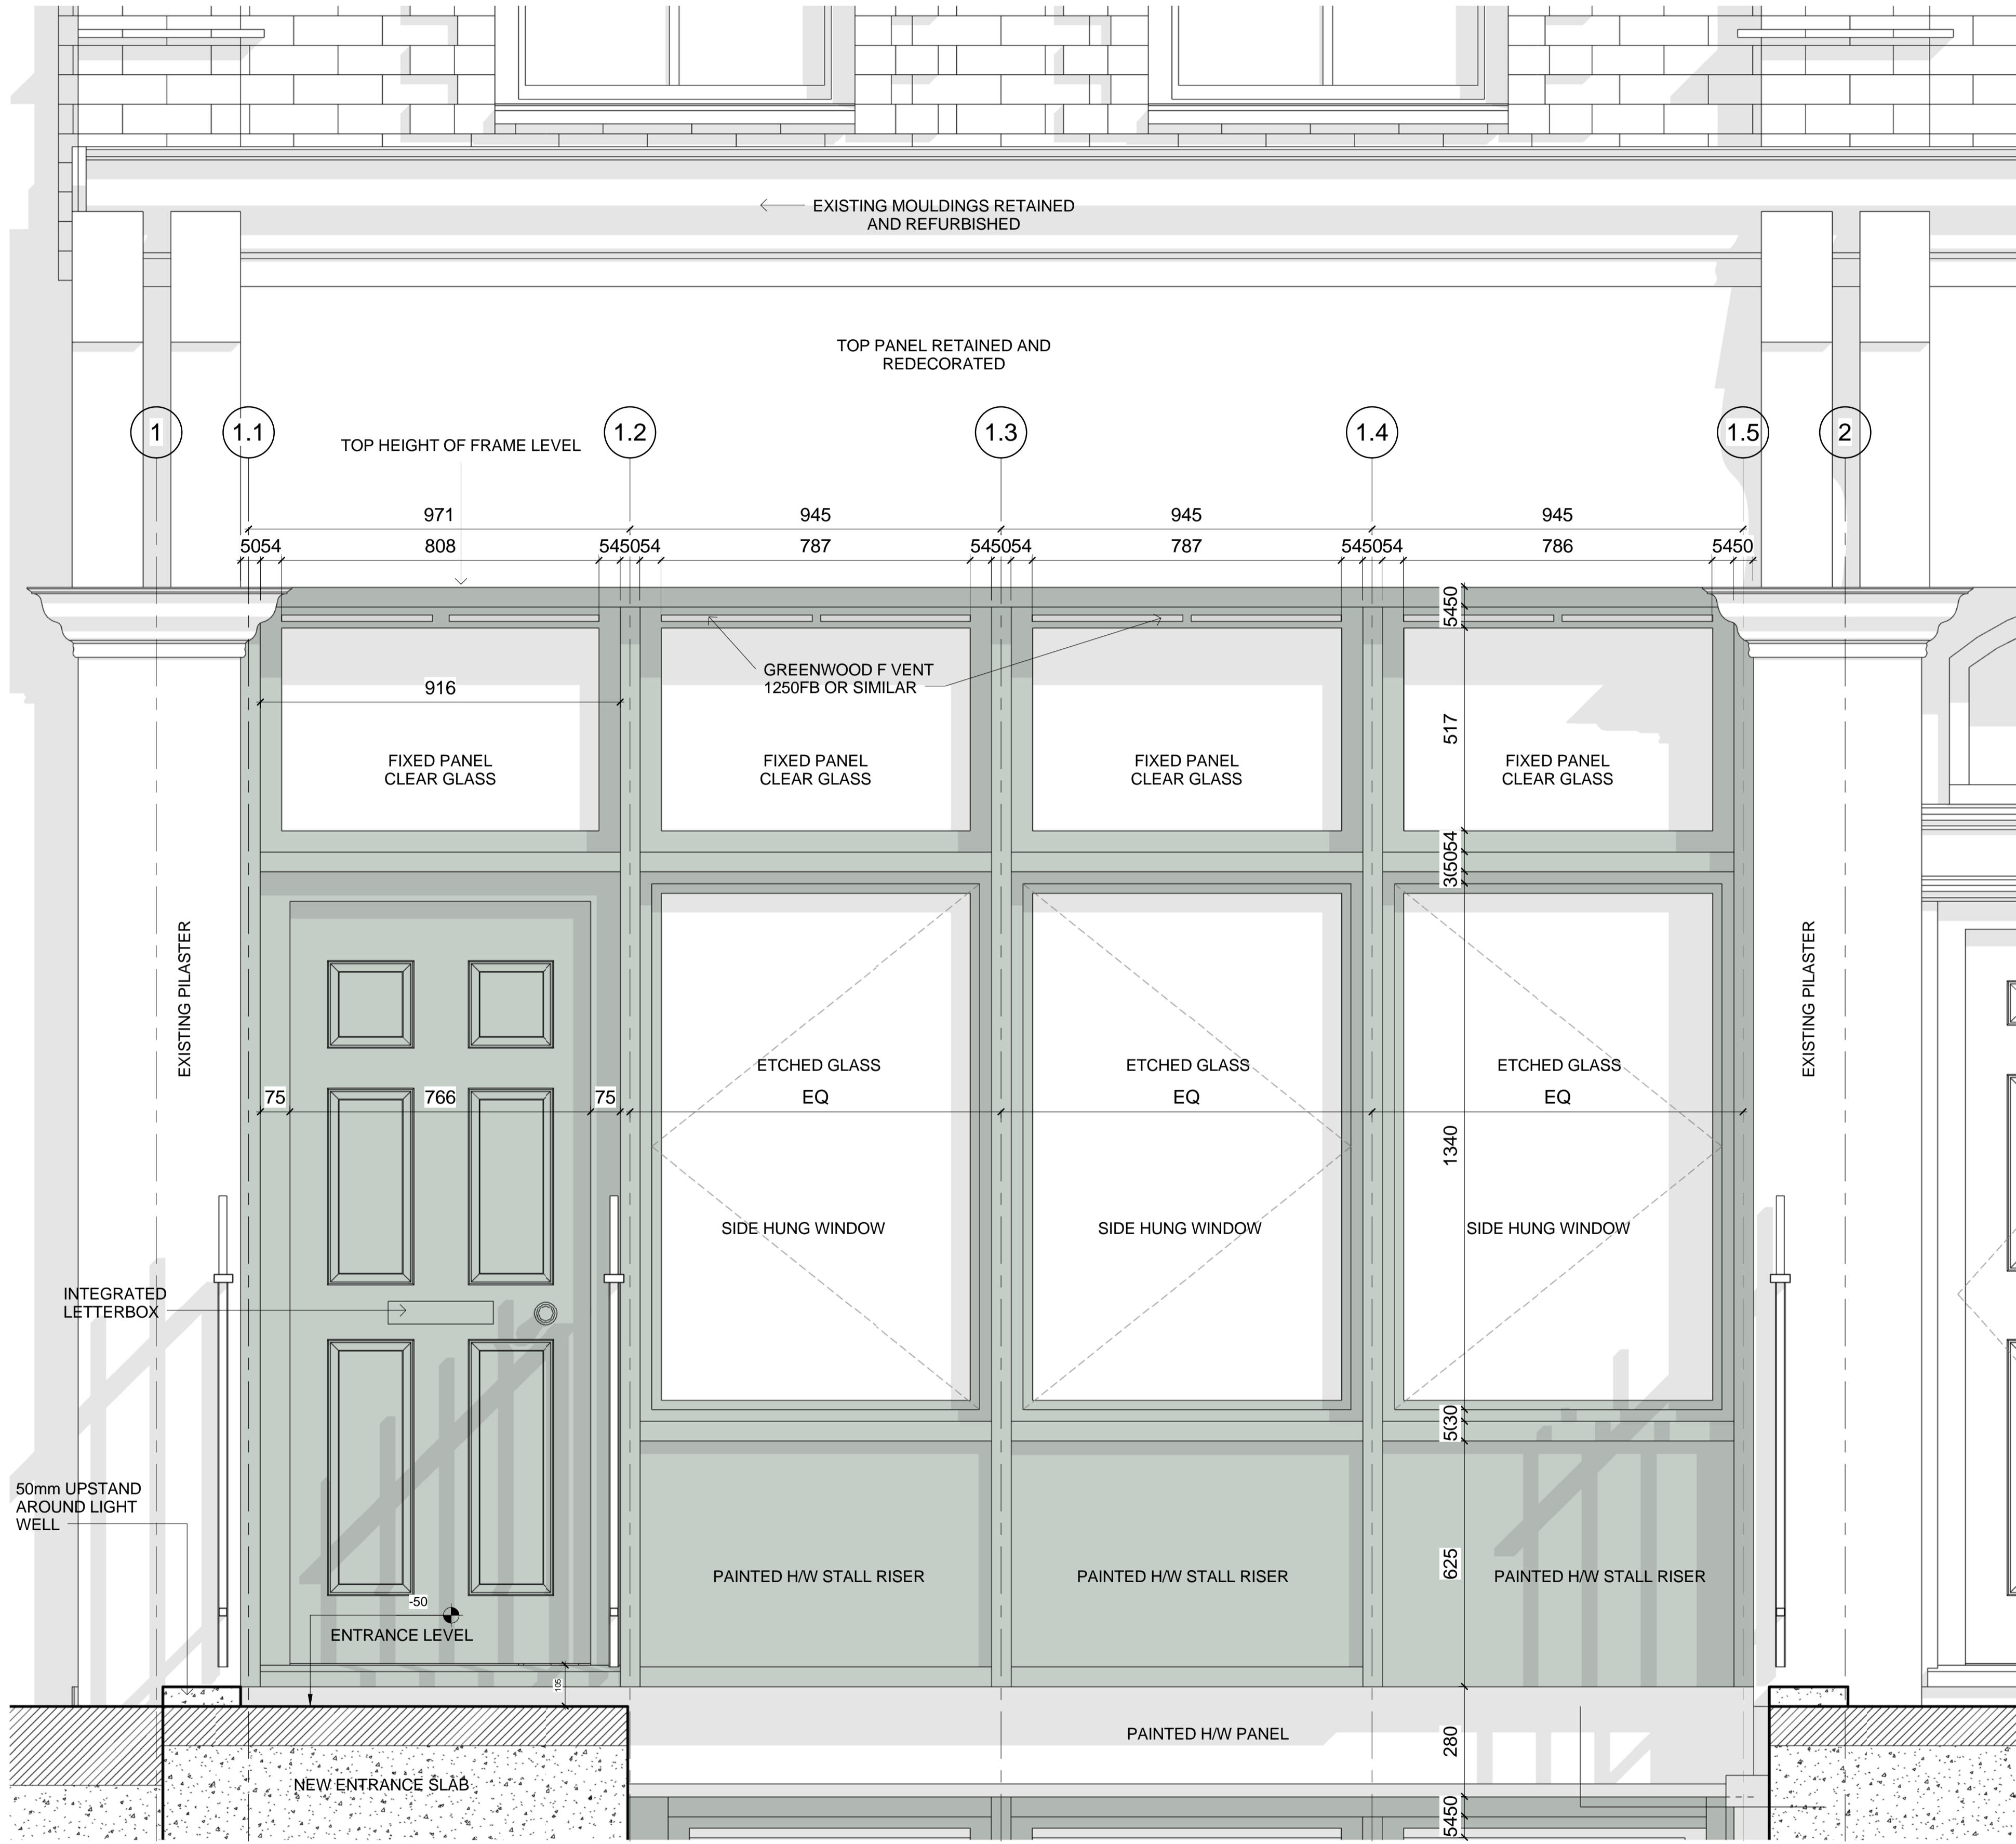 EXISTING MOULDINGS RETAINED
AND REFURBISHED
TOP PANEL RETAINED AND
REDECORATED
1
1.1
1.2
1.3
1.4
1.5
2
TOP HEIGHT OF FRAME LEVEL
971
945
945
945
5054
808
545054
787
545054
787
545054
786
5450
5450
GREENWOOD F VENT
1250FB OR SIMILAR
916
517
FIXED PANEL
CLEAR GLASS
FIXED PANEL
CLEAR GLASS
FIXED PANEL
CLEAR GLASS
FIXED PANEL
CLEAR GLASS
305054
EXISTING PILASTER
EXISTING PILASTER
ETCHED GLASS
ETCHED GLASS
ETCHED GLASS
75
766
75
EQ
EQ
EQ
1340
SIDE HUNG WINDOW
SIDE HUNG WINDOW
SIDE HUNG WINDOW
INTEGRATED
LETTERBOX
5030
50mm UPSTAND
AROUND LIGHT
WELL
625
PAINTED H/W STALL RISER
PAINTED H/W STALL RISER
PAINTED H/W STALL RISER
-50
ENTRANCE LEVEL
105
PAINTED H/W PANEL
280
NEW ENTRANCE SLAB
5450